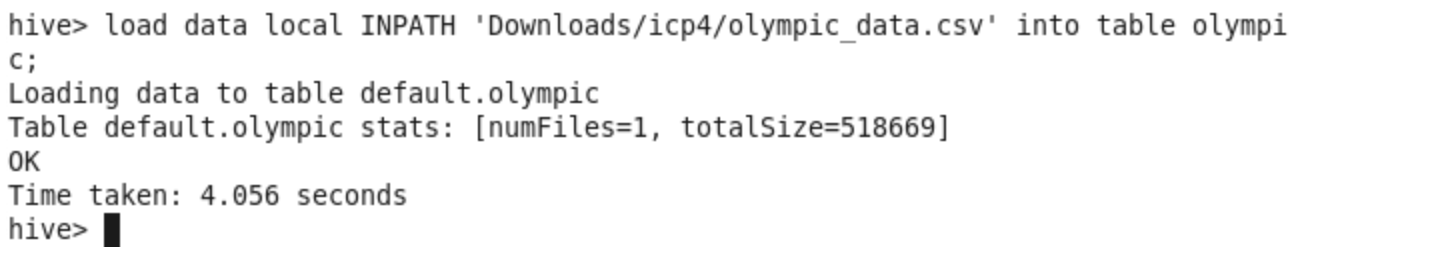 hive> load data local INPATH 'Downloads/icp4/olympic_data.csv' into table olympi
c;
Loading data to table default.olympic
Table default.olympic stats: [numFiles=1, totalSize=518669]
OK
Time taken: 4.056 seconds
hive>